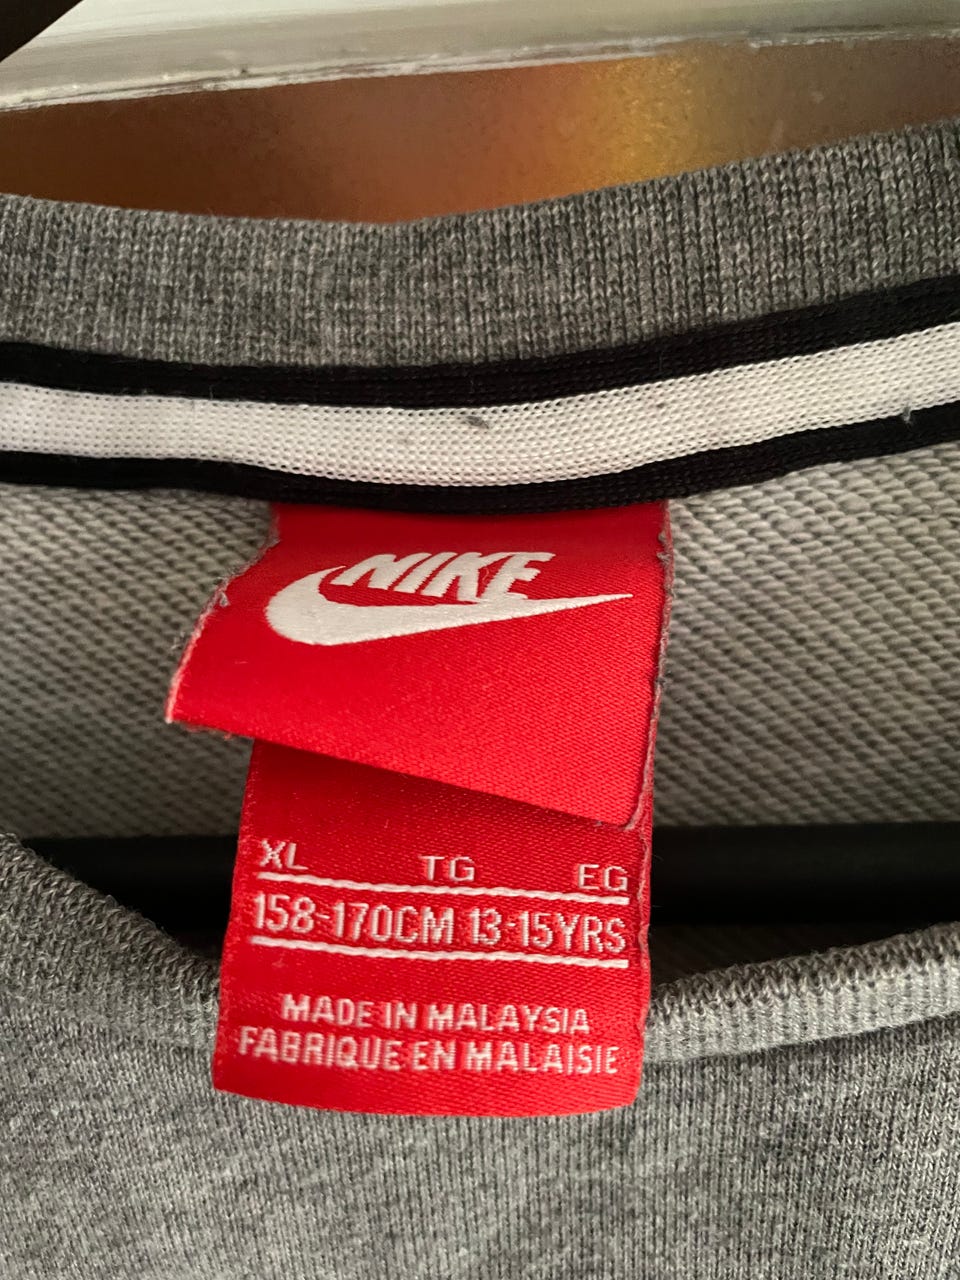 NIKE
XL TG EG
158-170CM 13-15YRS
MADE IN MALAYSIA
FABRIQUE EN MALAISIE